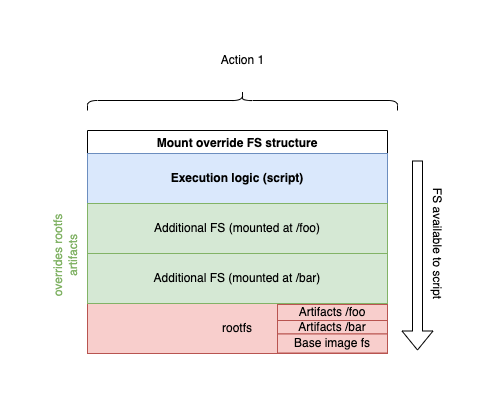 Action 1
Mount override FS structure
Execution logic (script)
Additional FS (mounted at /foo)
Additional FS (mounted at /bar)
overrides rootfs
artifacts
rootfs
Artifacts /foo
Artifacts /bar
Base image fs
FS available to script